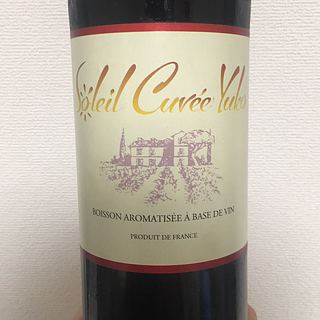 Soleil Cuvée Yuko
BOISSON AROMATISÉE À BASE DE VIN
PRODUIT DE FRANCE